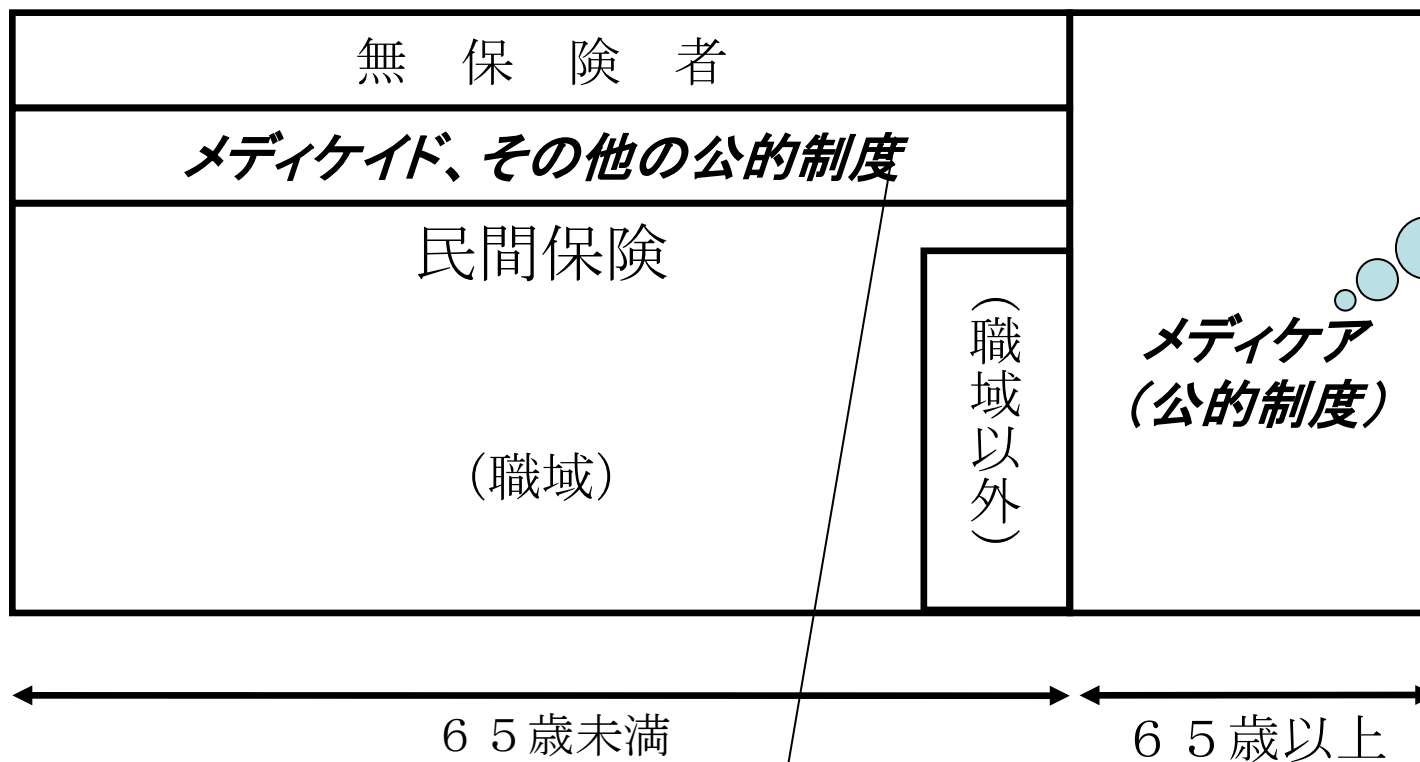 無　保　険　者
メディケイド、その他の公的制度
民間保険
（職域）
（職域以外）
メディケア
（公的制度）
６５歳未満
６５歳以上